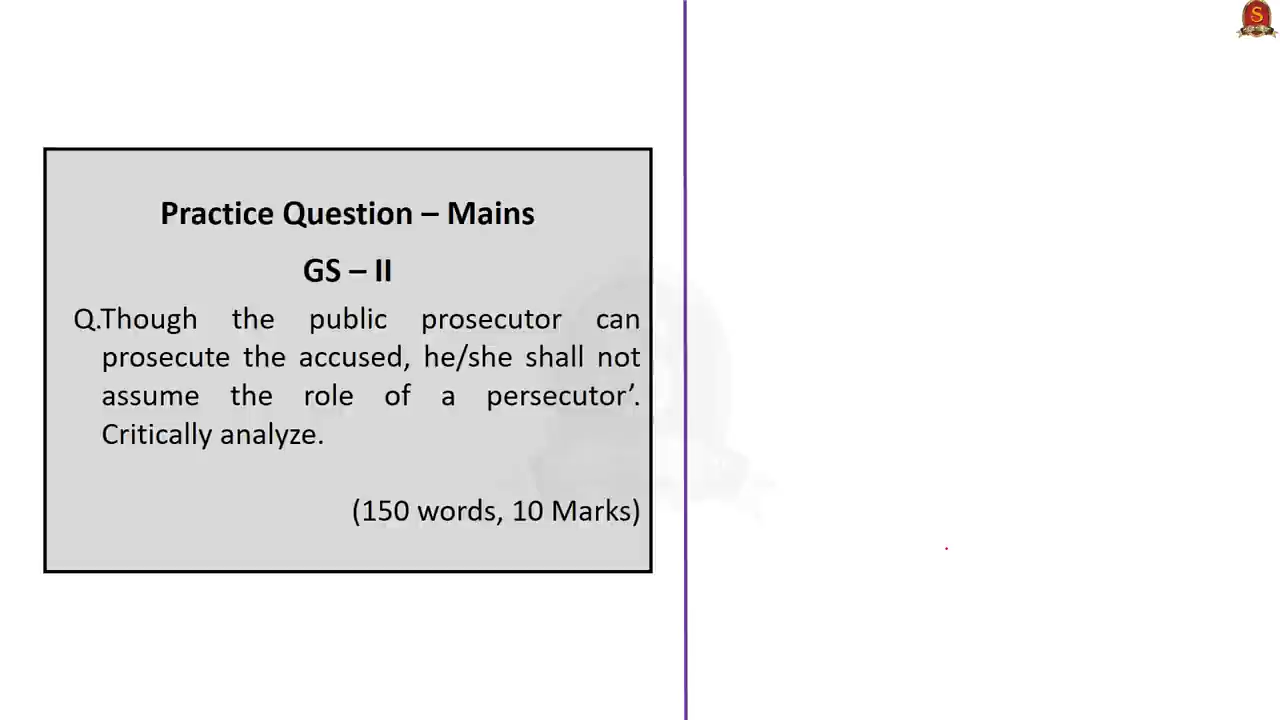 S
Practice Question – Mains
GS – II
Q.Though the public prosecutor can
prosecute the accused, he/she shall not
assume the role of a persecutor’.
Critically analyze.
(150 words, 10 Marks)